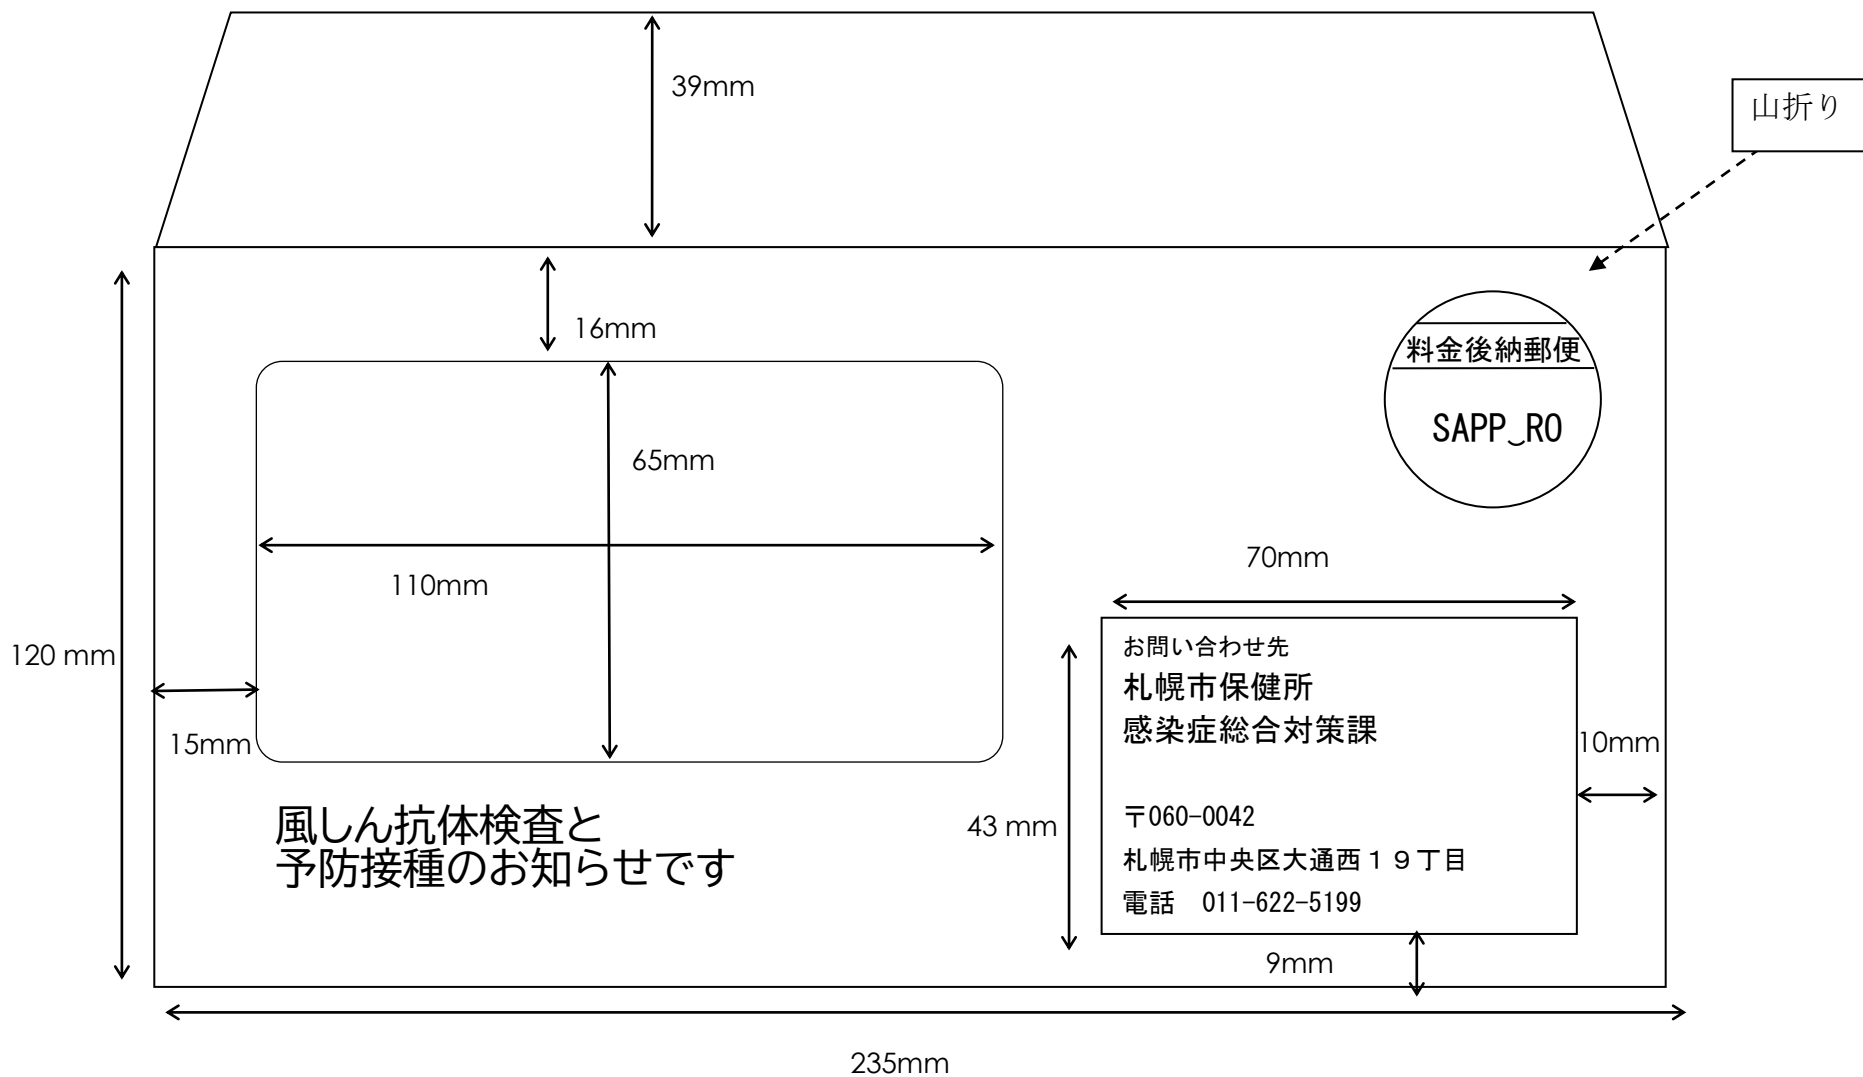 39mm
山折り
16mm
料金後納郵便
SAPP‿RO
65mm
110mm
70mm
120 mm
15mm
お問い合わせ先
札幌市保健所
感染症総合対策課
〒060-0042
札幌市中央区大通西１９丁目
電話　011-622-5199
10mm
43 mm
風しん抗体検査と
予防接種のお知らせです
9mm
235mm